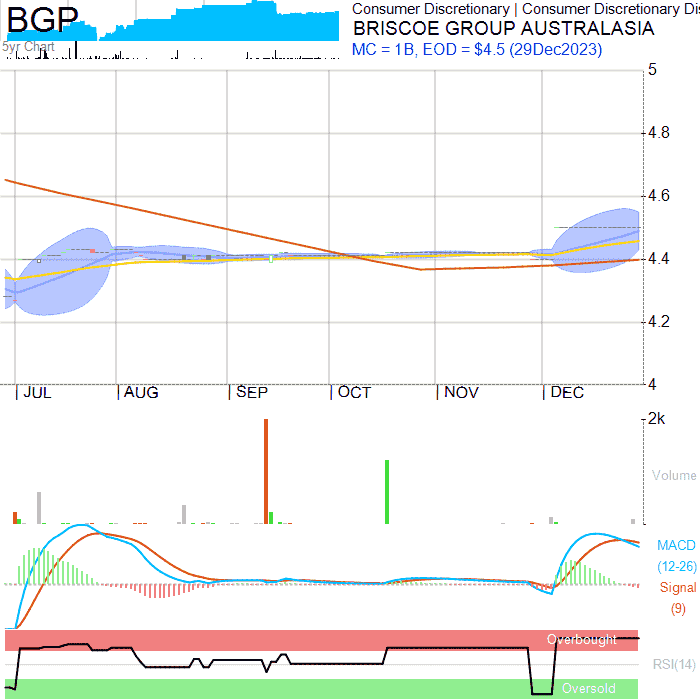 BGP
5yr Chart
Consumer Discretionary | Consumer Discretionary Dis
BRISCOE GROUP AUSTRALASIA
MC = 1B, EOD = $4.5 (29Dec2023)
5
4.8
4.6
4.4
4.2
4
JUL AUG SEP OCT NOV DEC
2k
Volume
MACD
(12-26)
Signal
(9)
Overbought
RSI(14)
Oversold